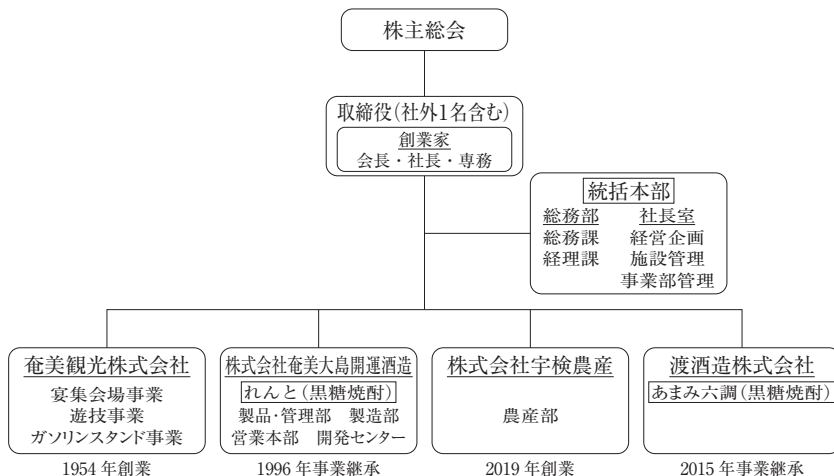 株主総会
取締役(社外1名含む)
創業家
会長・社長・専務
統括本部
総務部 社長室
総務課 経営企画
経理課 施設管理
事業部管理
奄美観光株式会社
宴集会場事業
遊技事業
ガソリンスタンド事業
1954年創業
株式会社奄美大島開運酒造
れんと(黒糖焼酎)
製品・管理部 製造部
営業本部 開発センター
1996年事業継承
株式会社宇検農産
農産部
2019年創業
渡酒造株式会社
あまみ六調(黒糖焼酎)
2015年事業継承